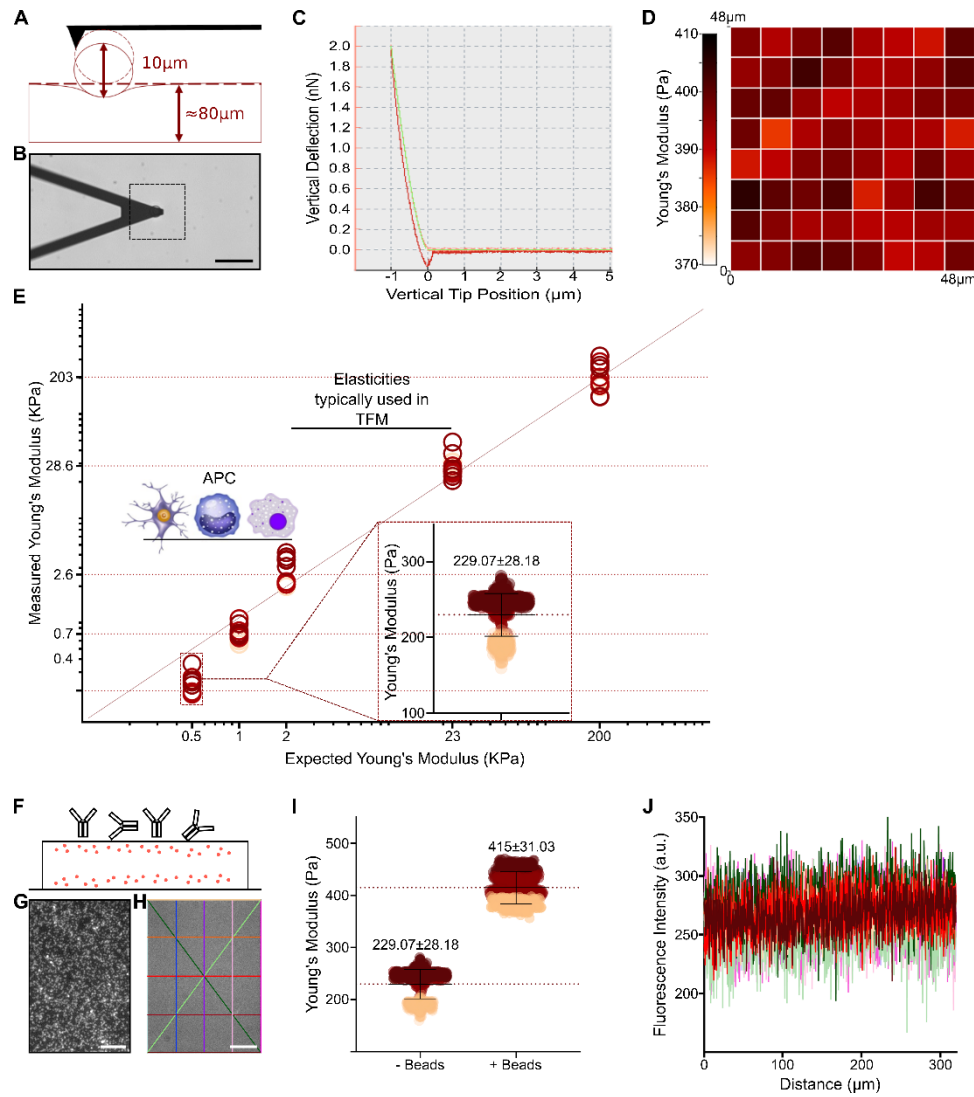 A
10µm
≈80µm
B
C
Vertical Deflection (nN)
2.0
1.8
1.6
1.4
1.2
1.0
0.8
0.6
0.4
0.2
0.0
-1
0
1
2
3
4
5
Vertical Tip Position (µm)
D
48µm
410
400
390
380
370
Young's Modulus (Pa)
0
0
48µm
E
Measured Young's Modulus (KPa)
203
28.6
2.6
0.7
0.4
Elasticities
typically used in
TFM
APC
Young's Modulus (Pa)
300
200
100
229.07±28.18
0.5
1
2
23
200
Expected Young's Modulus (KPa)
F
G
H
I
Young's Modulus (Pa)
500
400
300
200
415±31.03
229.07±28.18
- Beads
+ Beads
J
Fluorescence Intensity (a.u.)
350
300
250
200
0
100
200
300
Distance (µm)